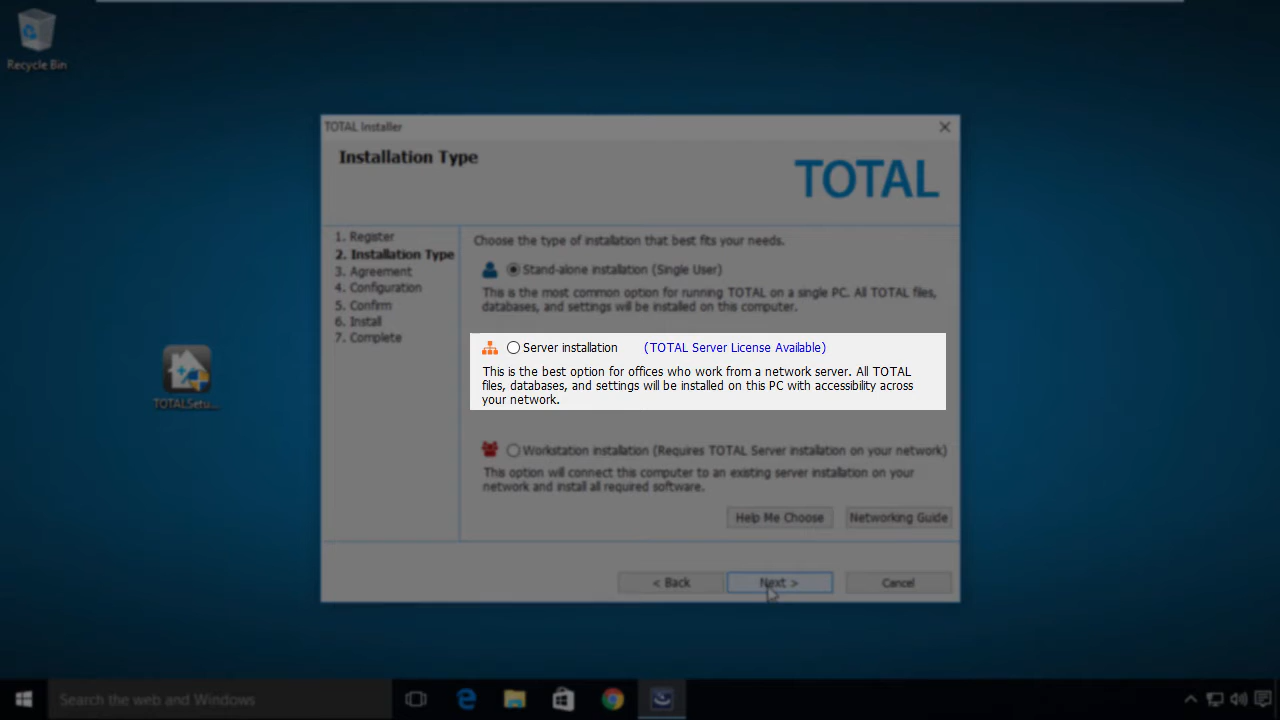 Recycle Bin
TOTAL Installer
Installation Type
TOTAL
1. Register
2. Installation Type
3. Agreement
4. Configuration
5. Confirm
6. Install
7. Complete
Choose the type of installation that best fits your needs.
Stand-alone installation (Single User)
This is the most common option for running TOTAL on a single PC. All TOTAL files,
databases, and settings will be installed on this computer.
Server installation (TOTAL Server License Available)
This is the best option for offices who work from a network server. All TOTAL
files, databases, and settings will be installed on this PC with accessibility across
your network.
Workstation installation (Requires TOTAL Server installation on your network)
This option will connect this computer to an existing server installation on your
network and install all required software.
Help Me Choose
Networking Guide
< Back
Next >
Cancel
TOTALSetu...
Search the web and Windows